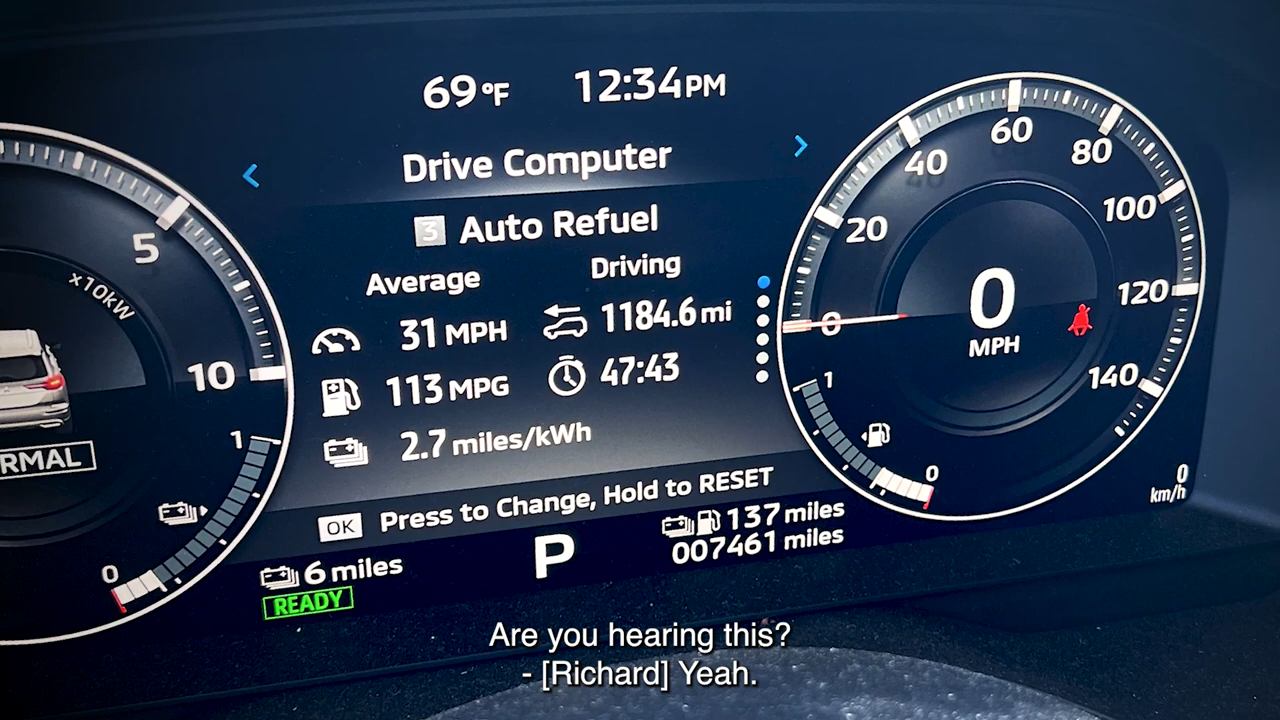 69°F 12:34PM
Drive Computer
3 Auto Refuel
Average Driving
31 MPH 1184.6 mi
113 MPG 47:43
2.7 miles/kWh
OK Press to Change, Hold to RESET
6 miles P 137 miles
READY 007461 miles
5
x10kW
10
RMAL
1
0
0
20
40
60
80
100
120
140
0
MPH
1
0
0
km/h
Are you hearing this?
- [Richard] Yeah.